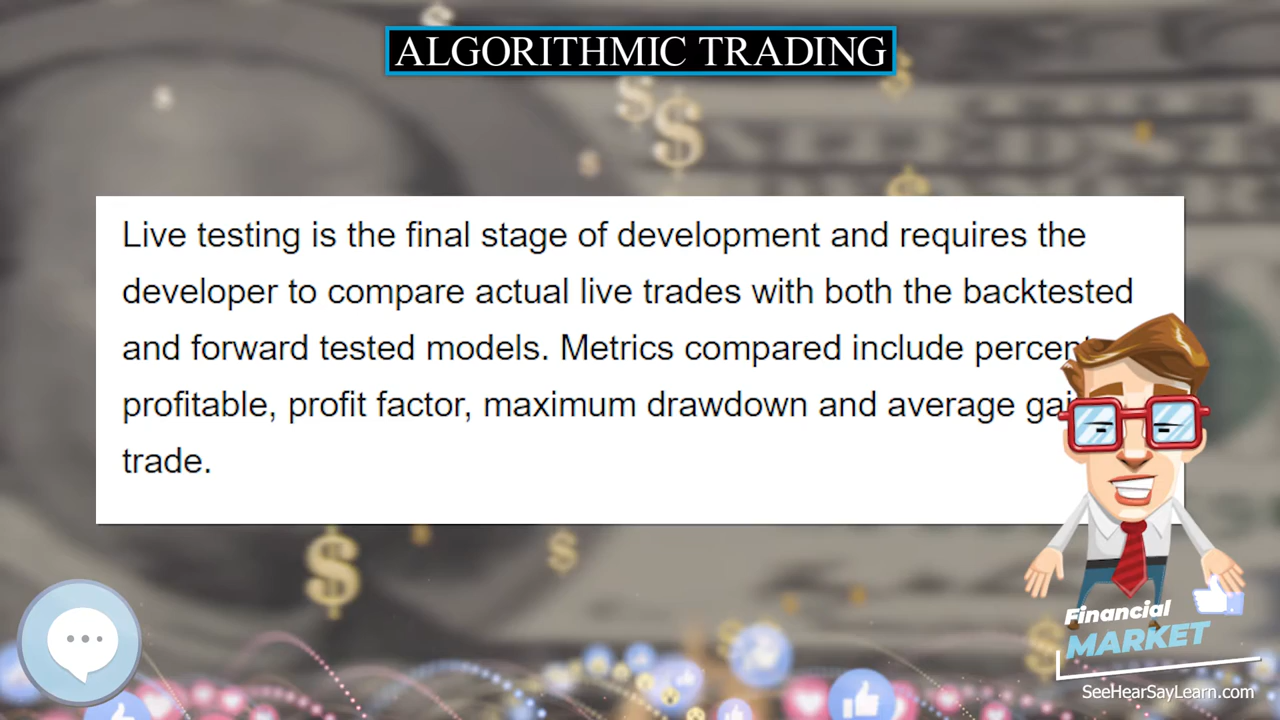 ALGORITHMIC TRADING
Live testing is the final stage of development and requires the
developer to compare actual live trades with both the backtested
and forward tested models. Metrics compared include percent
profitable, profit factor, maximum drawdown and average
trade.
Financial
MARKET
SeeHearSayLearn.com